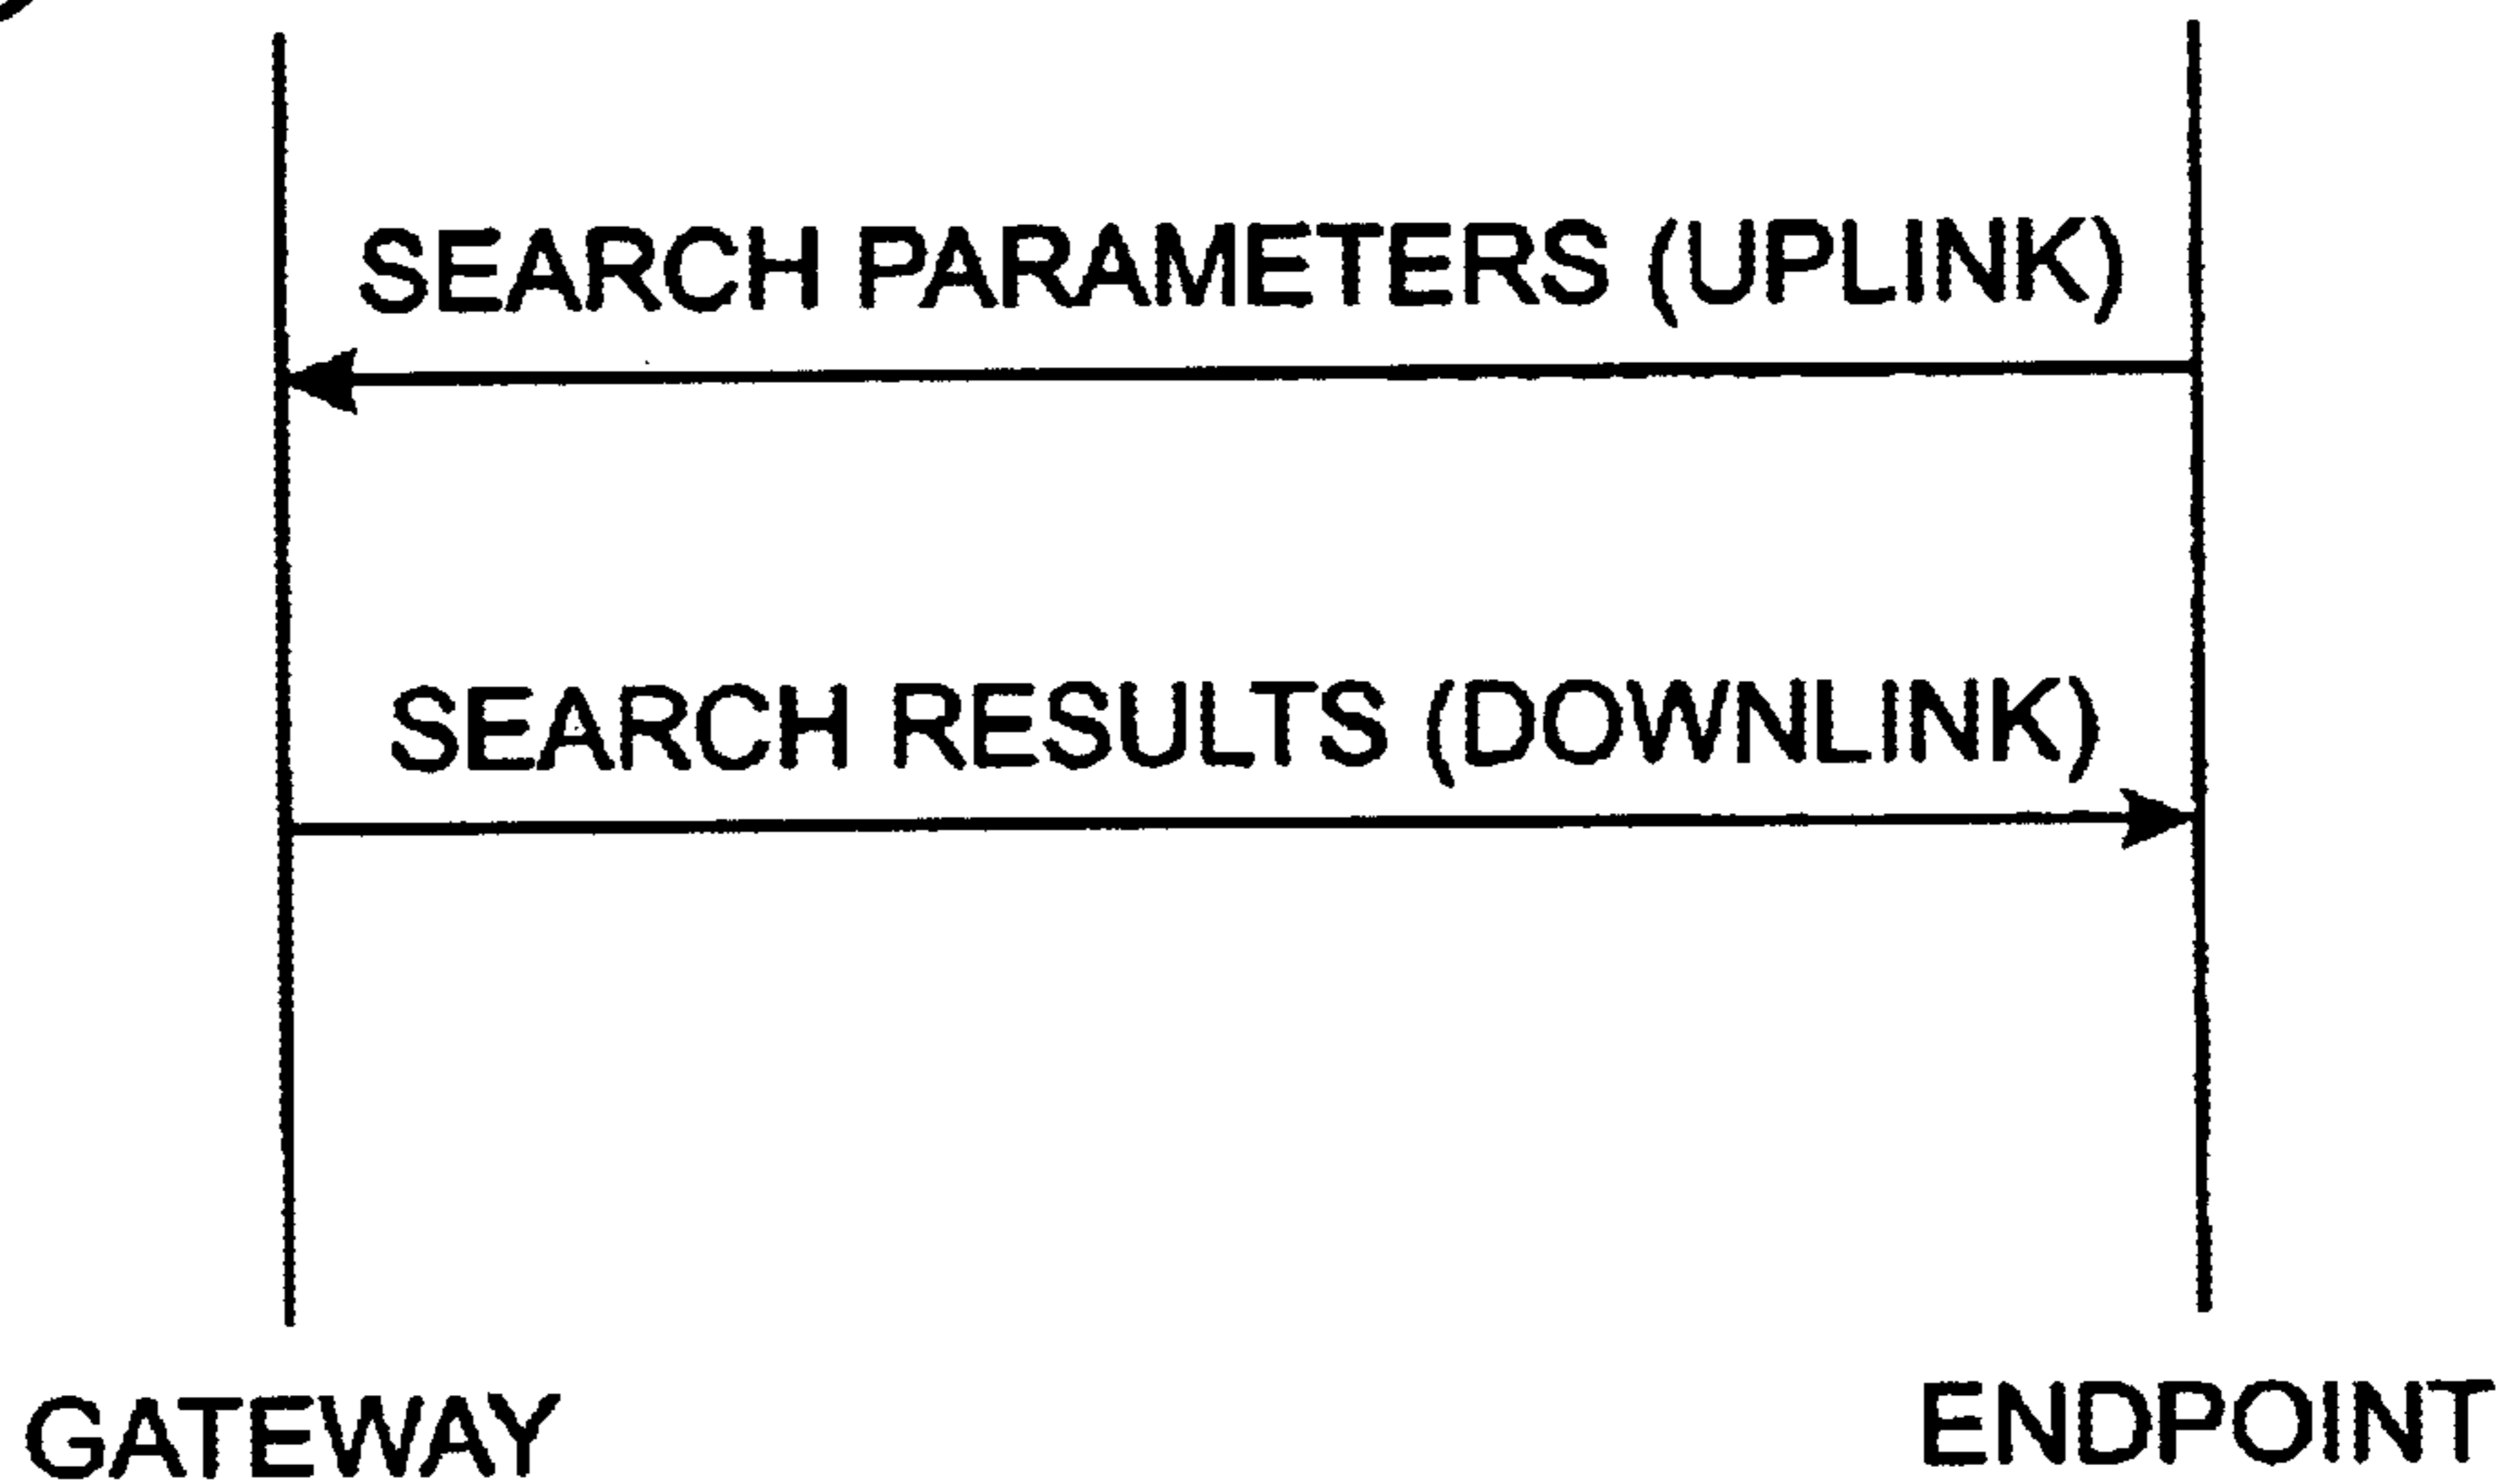 SEARCH PARAMETERS (UPLINK)
SEARCH RESULTS (DOWNLINK)
GATEWAY
ENDPOINT